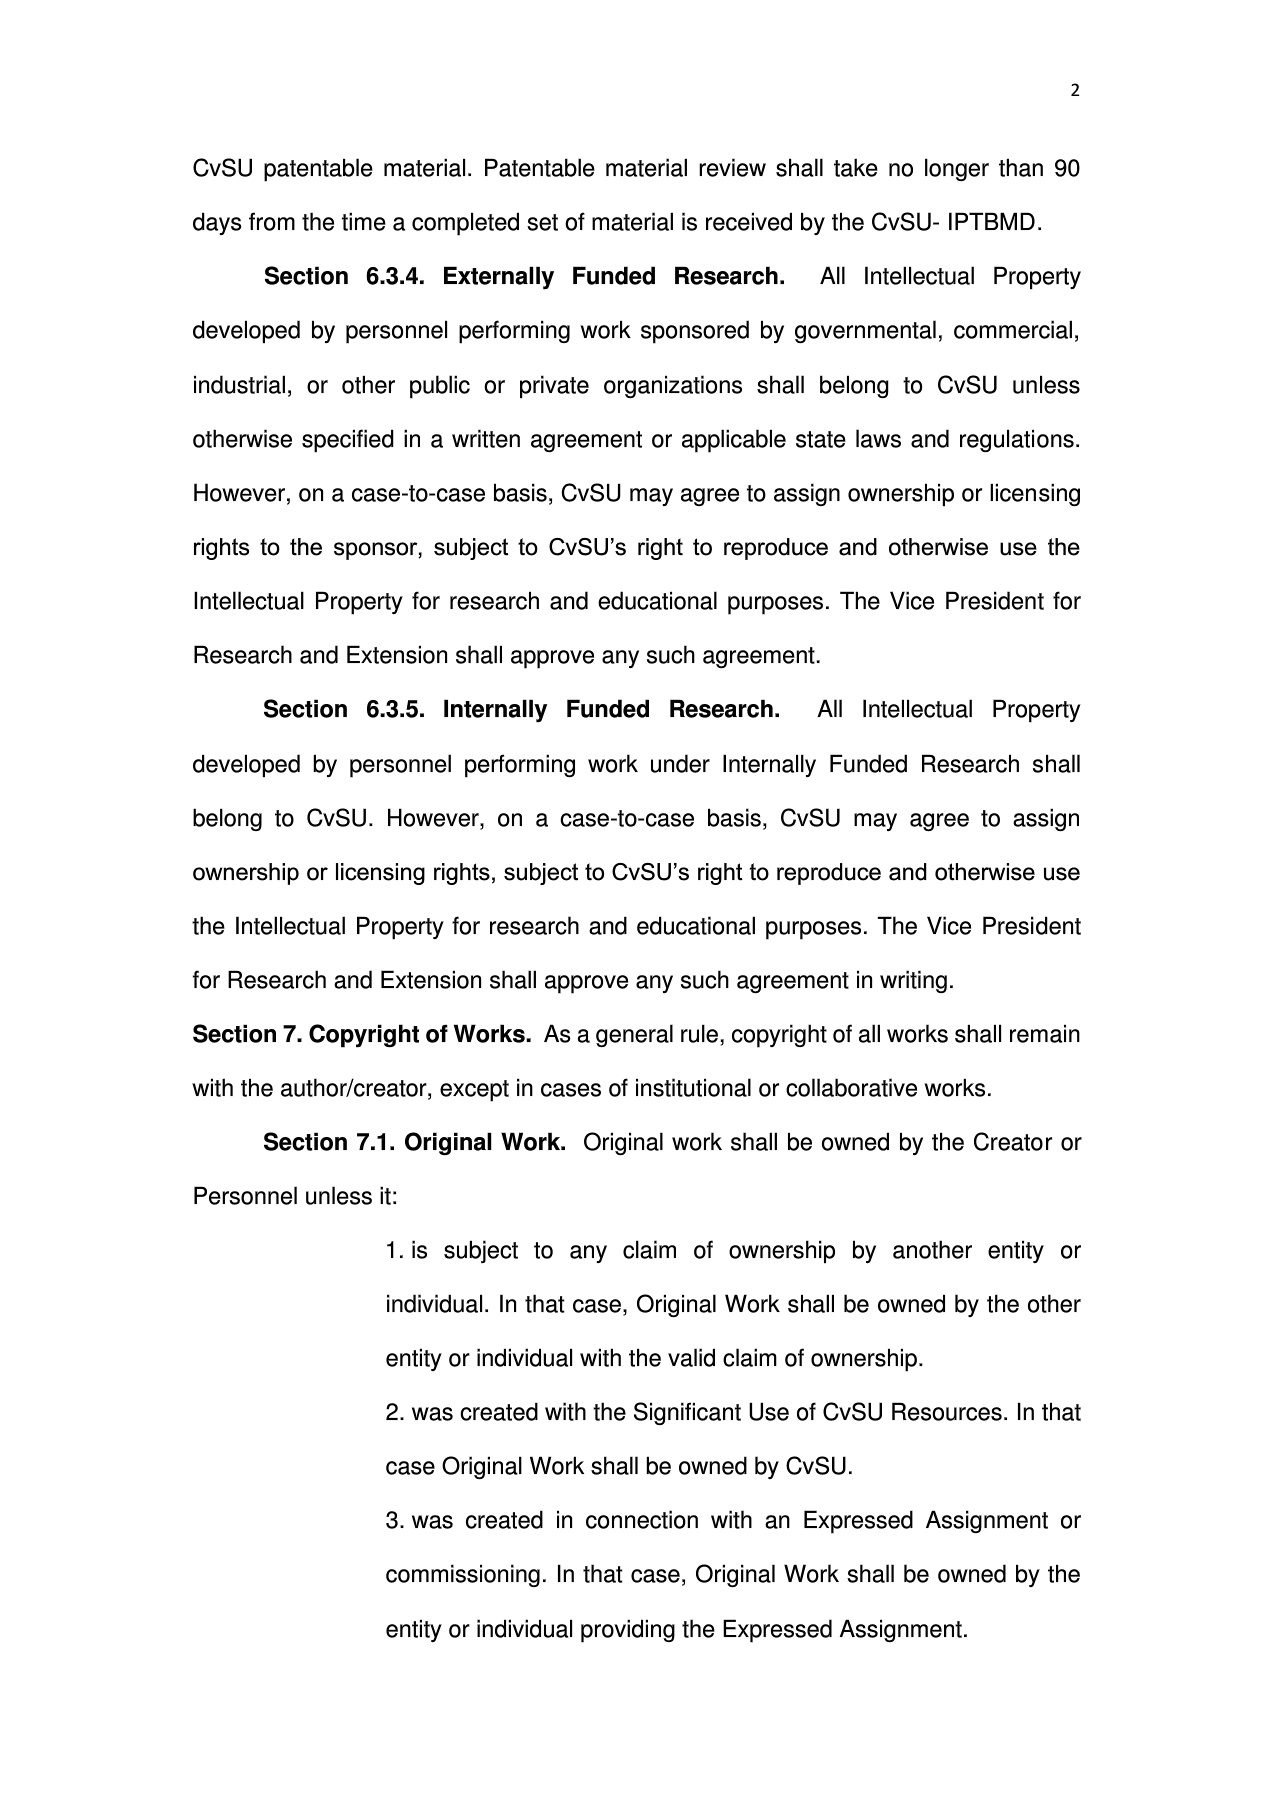 2
CvSU patentable material. Patentable material review shall take no longer than 90
days from the time a completed set of material is received by the CvSU- IPTBMD.
Section 6.3.4. Externally Funded Research. All Intellectual Property
developed by personnel performing work sponsored by governmental, commercial,
industrial, or other public or private organizations shall belong to CvSU unless
otherwise specified in a written agreement or applicable state laws and regulations.
However, on a case-to-case basis, CvSU may agree to assign ownership or licensing
rights to the sponsor, subject to CvSU’s right to reproduce and otherwise use the
Intellectual Property for research and educational purposes. The Vice President for
Research and Extension shall approve any such agreement.
Section 6.3.5. Internally Funded Research. All Intellectual Property
developed by personnel performing work under Internally Funded Research shall
belong to CvSU. However, on a case-to-case basis, CvSU may agree to assign
ownership or licensing rights, subject to CvSU’s right to reproduce and otherwise use
the Intellectual Property for research and educational purposes. The Vice President
for Research and Extension shall approve any such agreement in writing.
Section 7. Copyright of Works. As a general rule, copyright of all works shall remain
with the author/creator, except in cases of institutional or collaborative works.
Section 7.1. Original Work. Original work shall be owned by the Creator or
Personnel unless it:
1. is subject to any claim of ownership by another entity or
individual. In that case, Original Work shall be owned by the other
entity or individual with the valid claim of ownership.
2. was created with the Significant Use of CvSU Resources. In that
case Original Work shall be owned by CvSU.
3. was created in connection with an Expressed Assignment or
commissioning. In that case, Original Work shall be owned by the
entity or individual providing the Expressed Assignment.